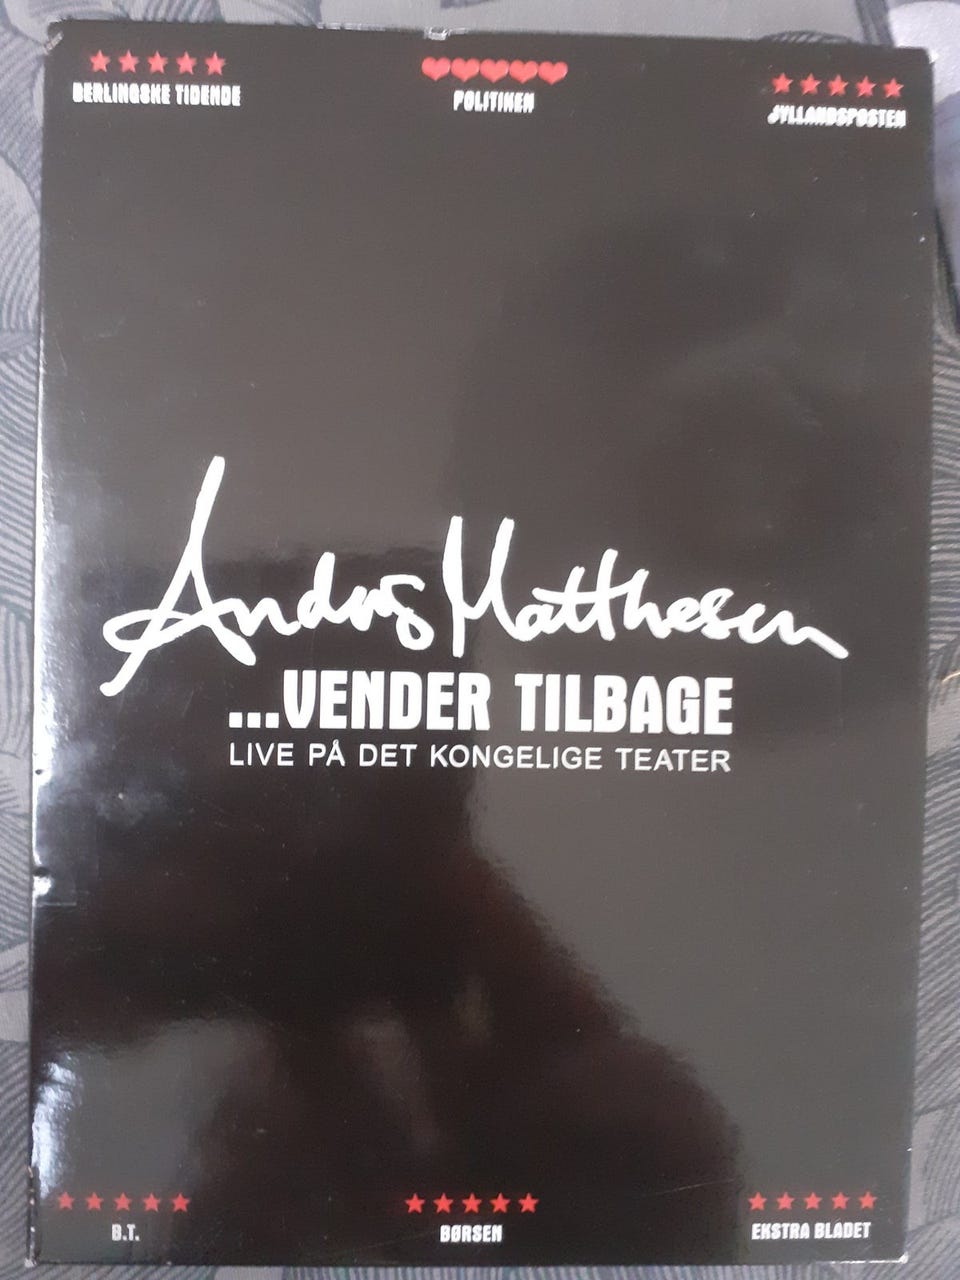 ★★★★★
BERLINGSKE TIDENDE
♥♥♥♥♥
POLITIKEN
★★★★★
JYLLANDSPOSTEN
Anders Matthesen
...VENDER TILBAGE
LIVE PÅ DET KONGELIGE TEATER
★★★★★
B.T.
★★★★★
BØRSEN
★★★★★
EKSTRA BLADET